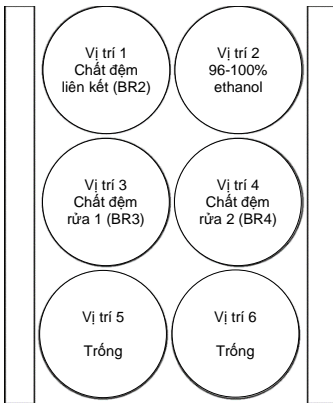 Vị trí 1
Chất đệm
liên kết (BR2)
Vị trí 2
96-100%
ethanol
Vị trí 3
Chất đệm
rửa 1 (BR3)
Vị trí 4
Chất đệm
rửa 2 (BR4)
Vị trí 5
Trống
Vị trí 6
Trống